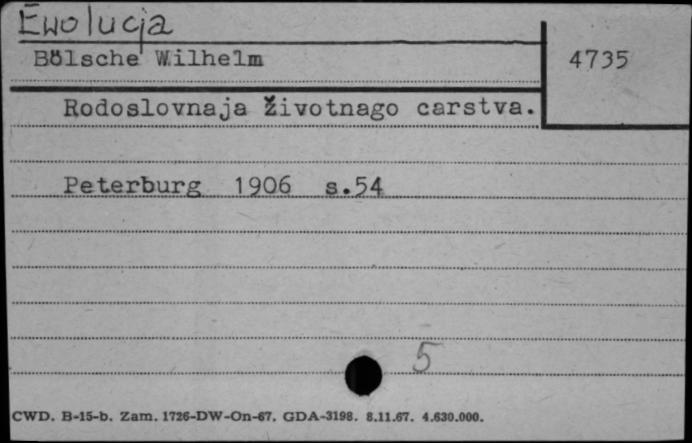 Ewolucja
Bölsche Wilhelm
4735
Rodoslovnaja životnago carstva.
Peterburg 1906 s.54
5
CWD. B-15-b. Zam. 1726-DW-On-67. GDA-3198. 8.11.67. 4.630.000.